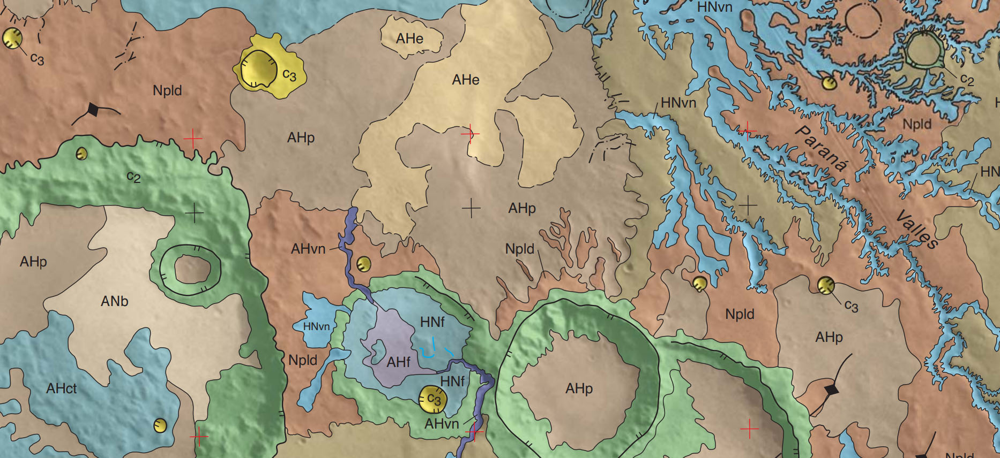 HNvn
AHe
c3
c3
AHe
c2
Npld
HNvn
Npld
AHp
Paraná
c2
HN
AHp
Valles
AHvn
Npld
AHp
ANb
c3
HNf
HNvn
Npld
AHp
Npld
AHf
HNf
AHct
AHp
c3
AHvn
Npld